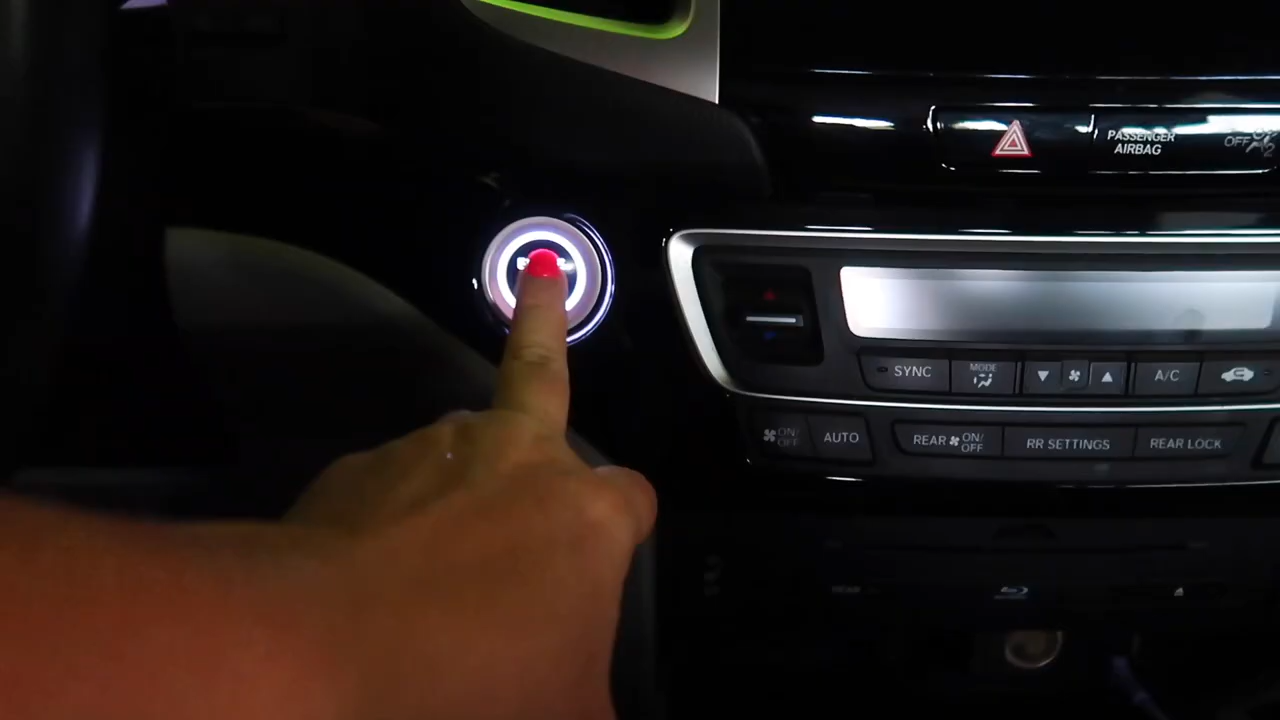 PASSENGER
AIRBAG
OFF
SYNC
MODE
A/C
ON/
OFF
AUTO
REAR ON/
OFF
RR SETTINGS
REAR LOCK